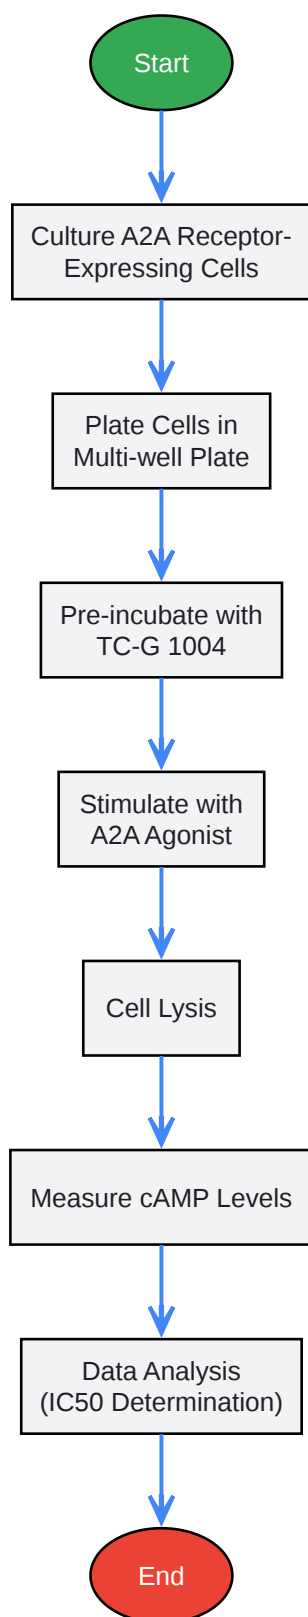 Start
Culture A2A Receptor-
Expressing Cells
Plate Cells in
Multi-well Plate
Pre-incubate with
TC-G 1004
Stimulate with
A2A Agonist
Cell Lysis
Measure cAMP Levels
Data Analysis
(IC50 Determination)
End